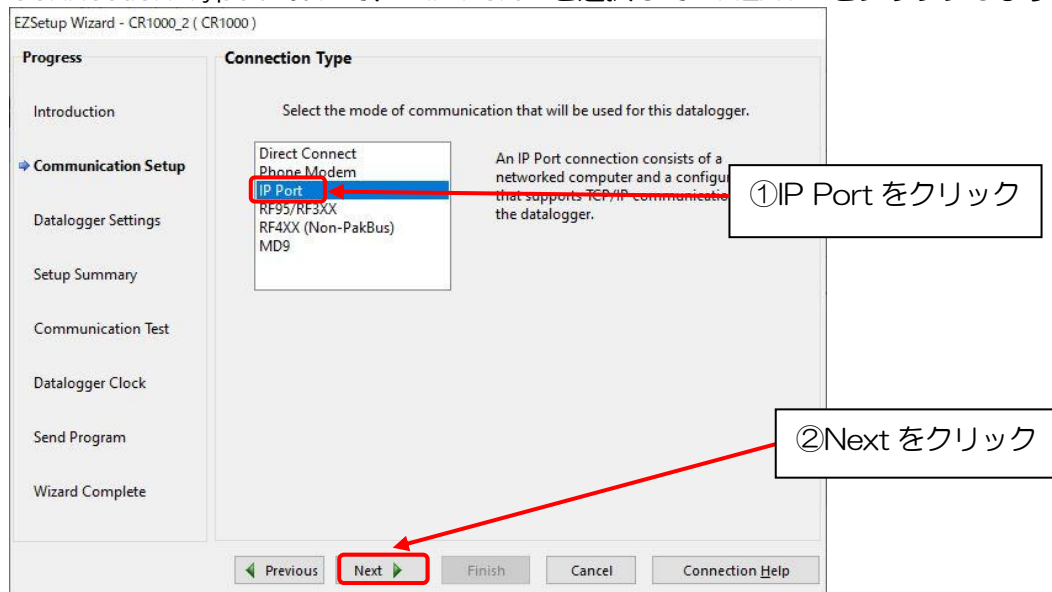 EZSetup Wizard - CR1000_2 ( CR1000 )
Progress
Connection Type
Introduction
Select the mode of communication that will be used for this datalogger.
Communication Setup
Direct Connect
Phone Modem
IP Port
RF95/RF3XX
RF4XX (Non-PakBus)
MD9
An IP Port connection consists of a
networked computer and a
that supports TCP/IP
the datalogger.
①IP Port をクリック
Datalogger Settings
Setup Summary
Communication Test
Datalogger Clock
Send Program
②Next をクリック
Wizard Complete
Previous
Next
Finish
Cancel
Connection Help